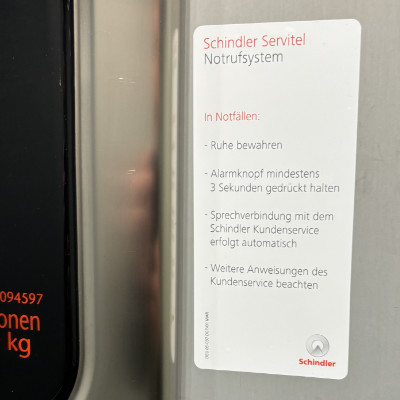 Schindler Servitel
Notrufsystem
In Notfällen:
- Ruhe bewahren
- Alarmknopf mindestens
3 Sekunden gedrückt halten
- Sprechverbindung mit dem
Schindler Kundenservice
erfolgt automatisch
- Weitere Anweisungen des
Kundenservice beachten
Schindler
094597
onen
kg